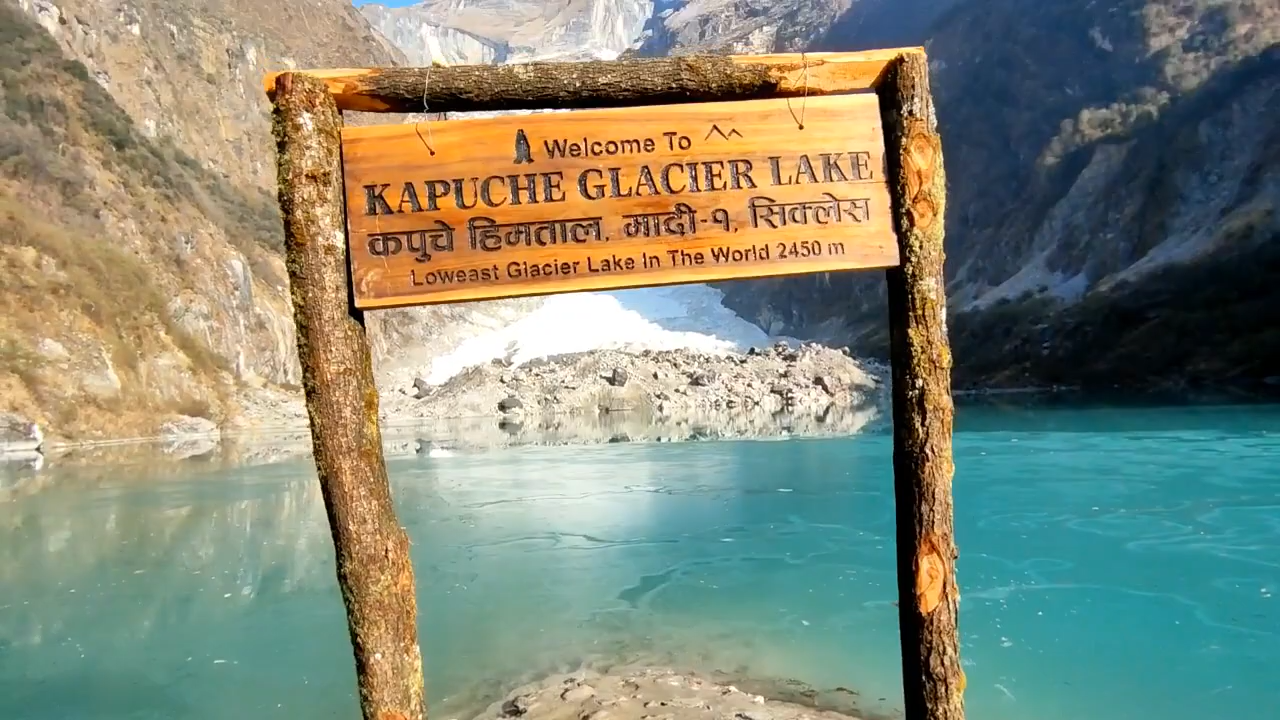 Welcome To
KAPUCHE GLACIER LAKE
कपुचे हिमताल, मादी-१, सिक्लेस
Loweast Glacier Lake In The World 2450 m